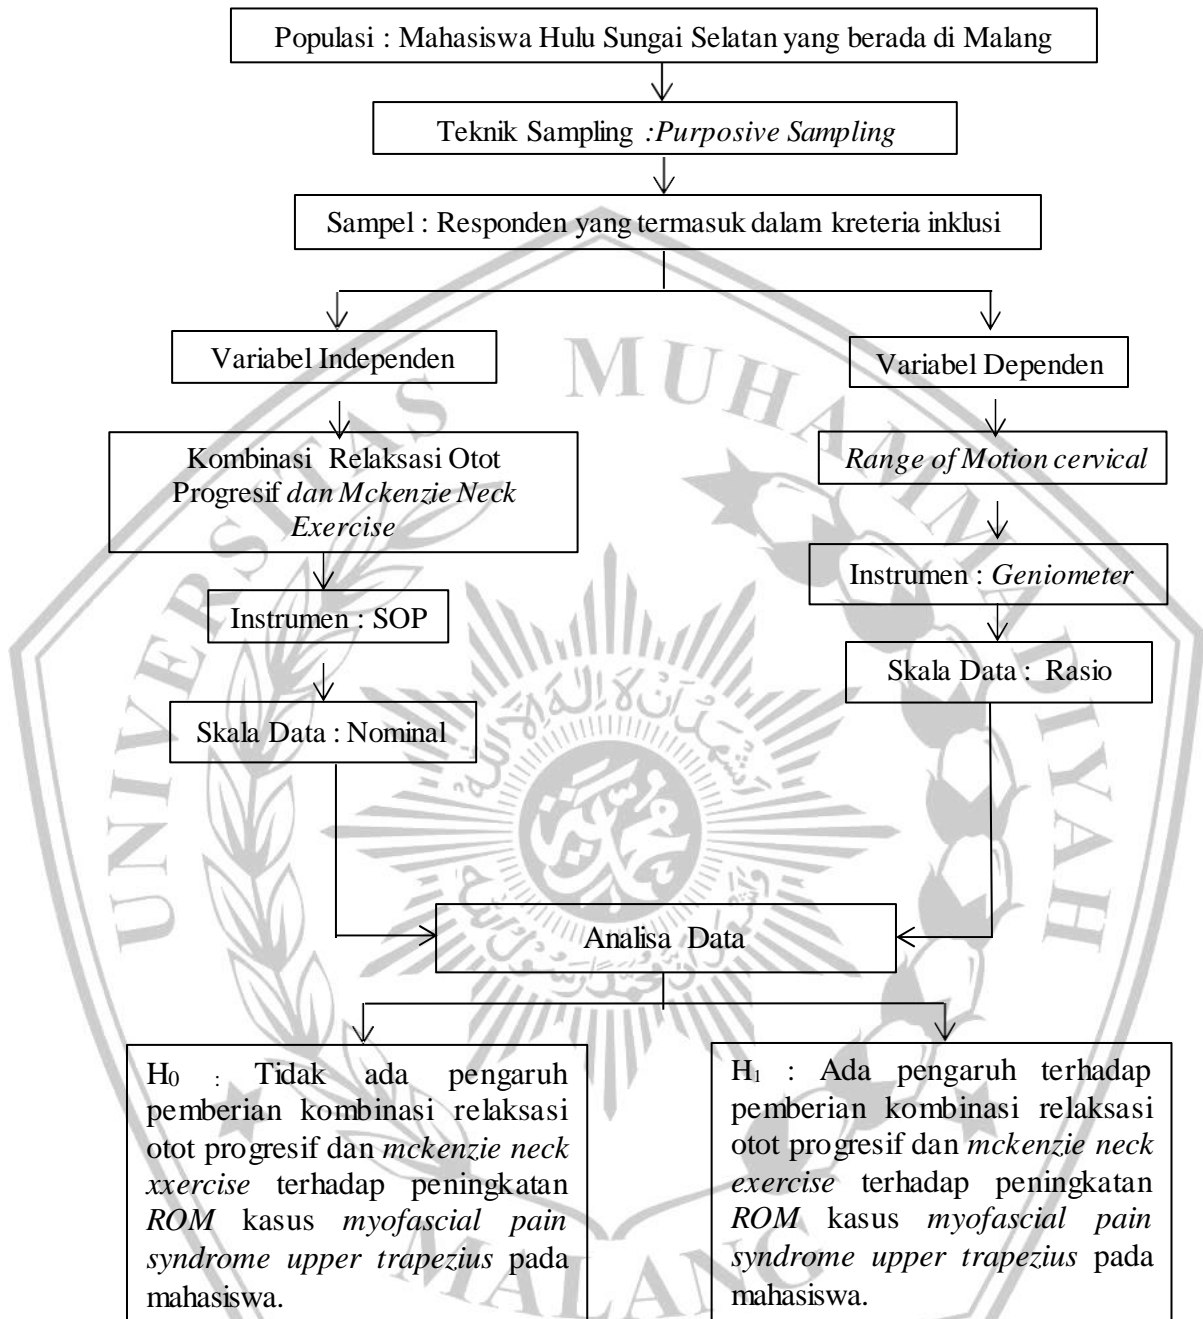 Populasi : Mahasiswa Hulu Sungai Selatan yang berada di Malang
Teknik Sampling :Purposive Sampling
Sampel : Responden yang termasuk dalam kreteria inklusi
Variabel Independen
Variabel Dependen
Kombinasi Relaksasi Otot
Progresif dan Mckenzie Neck
Exercise
Range of Motion cervical
Instrumen : SOP
Instrumen : Geniometer
Skala Data : Nominal
Skala Data : Rasio
Analisa Data
H0 : Tidak ada pengaruh
pemberian kombinasi relaksasi
otot progresif dan mckenzie neck
xxercise terhadap peningkatan
ROM kasus myofascial pain
syndrome upper trapezius pada
mahasiswa.
H1 : Ada pengaruh terhadap
pemberian kombinasi relaksasi
otot progresif dan mckenzie neck
exercise terhadap peningkatan
ROM kasus myofascial pain
syndrome upper trapezius pada
mahasiswa.
UNIVERSITAS MUHAMMADIYAH
MALANG